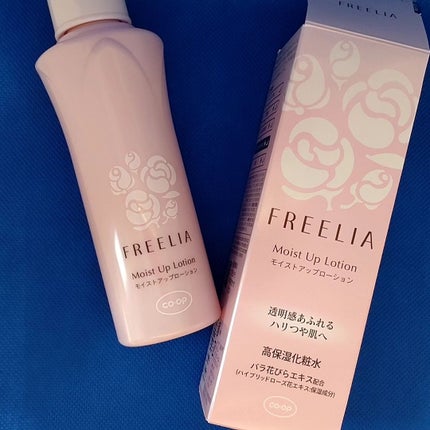 FREELIA
Moist Up Lotion
モイストアップローション
co·op
FREELIA
FREELIA
Moist Up Lotion
モイストアップローション
透明感あふれる
ハリつや肌へ
高保湿化粧水
バラ花びらエキス配合
(ハイブリッドローズ花エキス:保湿成分)
co·op